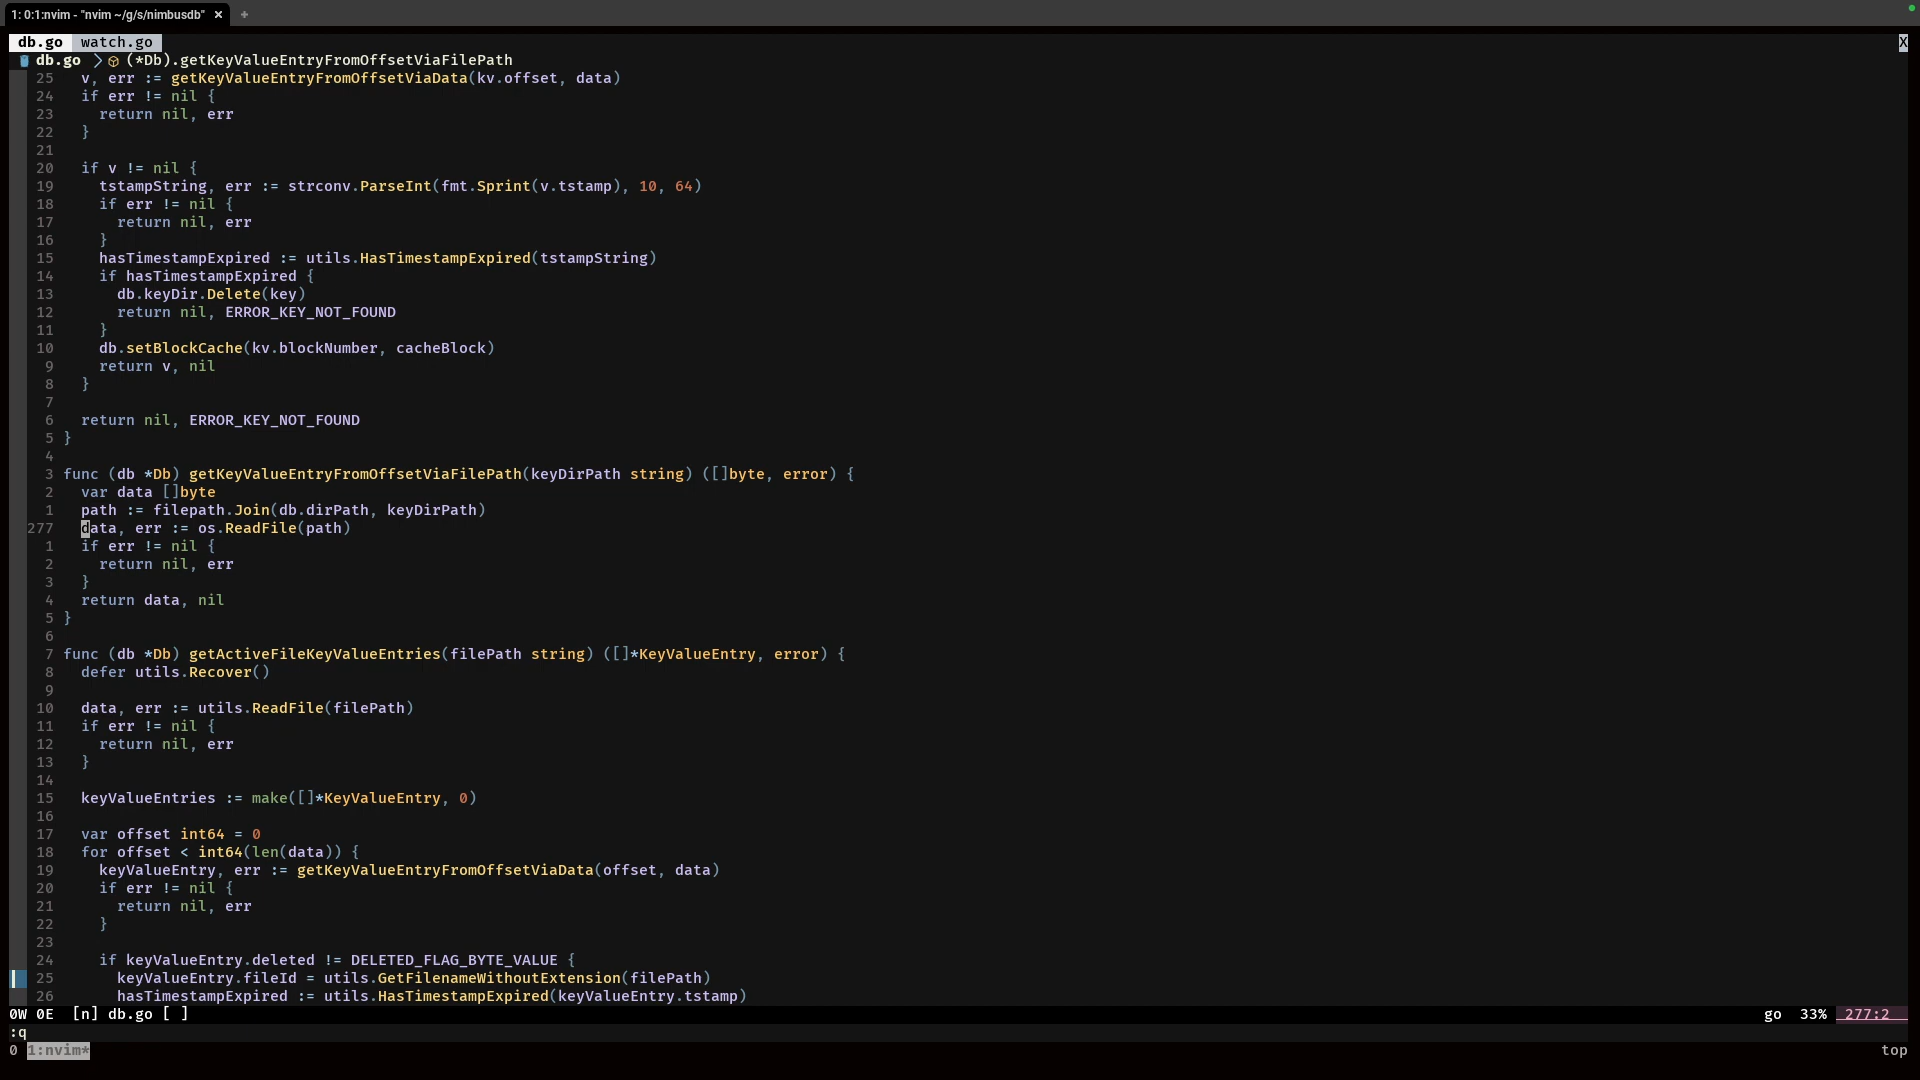 1: 0:1:nvim - "nvim ~/g/s/nimbusdb" × +
db.go watch.go X
db.go > (*Db).getKeyValueEntryFromOffsetViaFilePath
25 v, err := getKeyValueEntryFromOffsetViaData(kv.offset, data)
24 if err != nil {
23 return nil, err
22 }
21
20 if v != nil {
19 tstampString, err := strconv.ParseInt(fmt.Sprint(v.tstamp), 10, 64)
18 if err != nil {
17 return nil, err
16 }
15 hasTimestampExpired := utils.HasTimestampExpired(tstampString)
14 if hasTimestampExpired {
13 db.keyDir.Delete(key)
12 return nil, ERROR_KEY_NOT_FOUND
11 }
10 db.setBlockCache(kv.blockNumber, cacheBlock)
9 return v, nil
8 }
7
6 return nil, ERROR_KEY_NOT_FOUND
5 }
4
3 func (db *Db) getKeyValueEntryFromOffsetViaFilePath(keyDirPath string) ([]byte, error) {
2 var data []byte
1 path := filepath.Join(db.dirPath, keyDirPath)
277 data, err := os.ReadFile(path)
1 if err != nil {
2 return nil, err
3 }
4 return data, nil
5 }
6
7 func (db *Db) getActiveFileKeyValueEntries(filePath string) ([]*KeyValueEntry, error) {
8 defer utils.Recover()
9
10 data, err := utils.ReadFile(filePath)
11 if err != nil {
12 return nil, err
13 }
14
15 keyValueEntries := make([]*KeyValueEntry, 0)
16
17 var offset int64 = 0
18 for offset < int64(len(data)) {
19 keyValueEntry, err := getKeyValueEntryFromOffsetViaData(offset, data)
20 if err != nil {
21 return nil, err
22 }
23
24 if keyValueEntry.deleted != DELETED_FLAG_BYTE_VALUE {
25 keyValueEntry.fileId = utils.GetFilenameWithoutExtension(filePath)
26 hasTimestampExpired := utils.HasTimestampExpired(keyValueEntry.tstamp)
0W 0E [n] db.go [ ] go 33% 277:2
:q
0 1:nvim* top